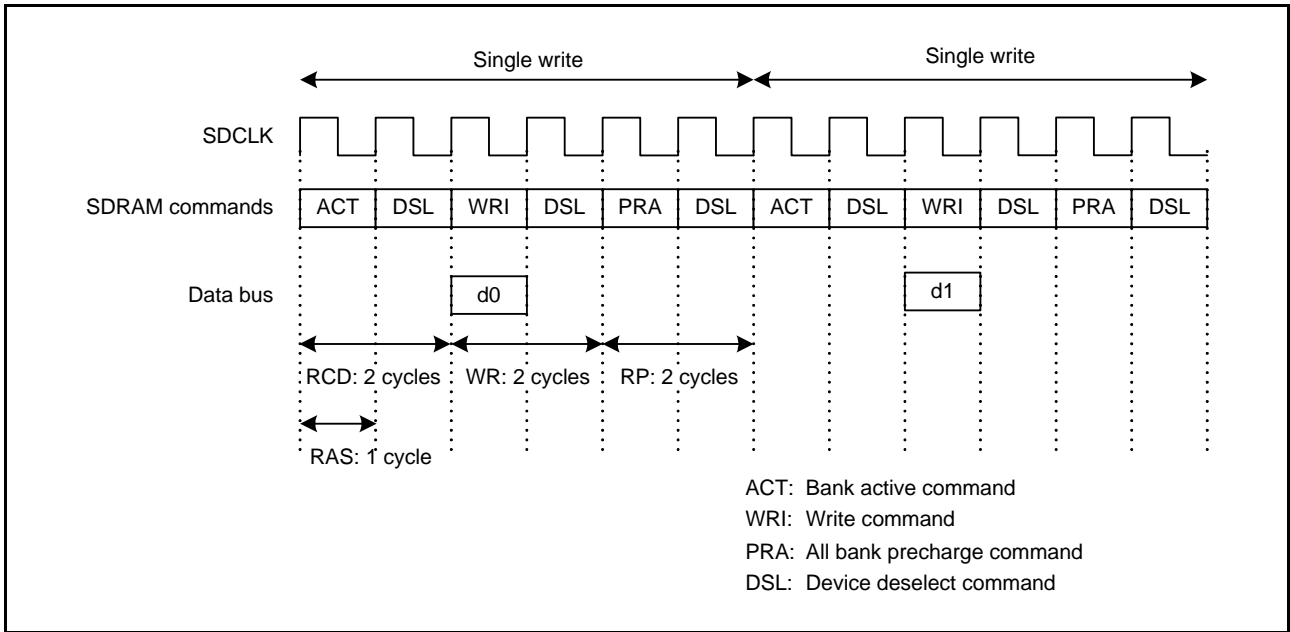 Single write Single write
SDCLK
SDRAM commands ACT DSL WRI DSL PRA DSL ACT DSL WRI DSL PRA DSL
Data bus d0 d1
RCD: 2 cycles WR: 2 cycles RP: 2 cycles
RAS: 1 cycle
ACT: Bank active command
WRI: Write command
PRA: All bank precharge command
DSL: Device deselect command